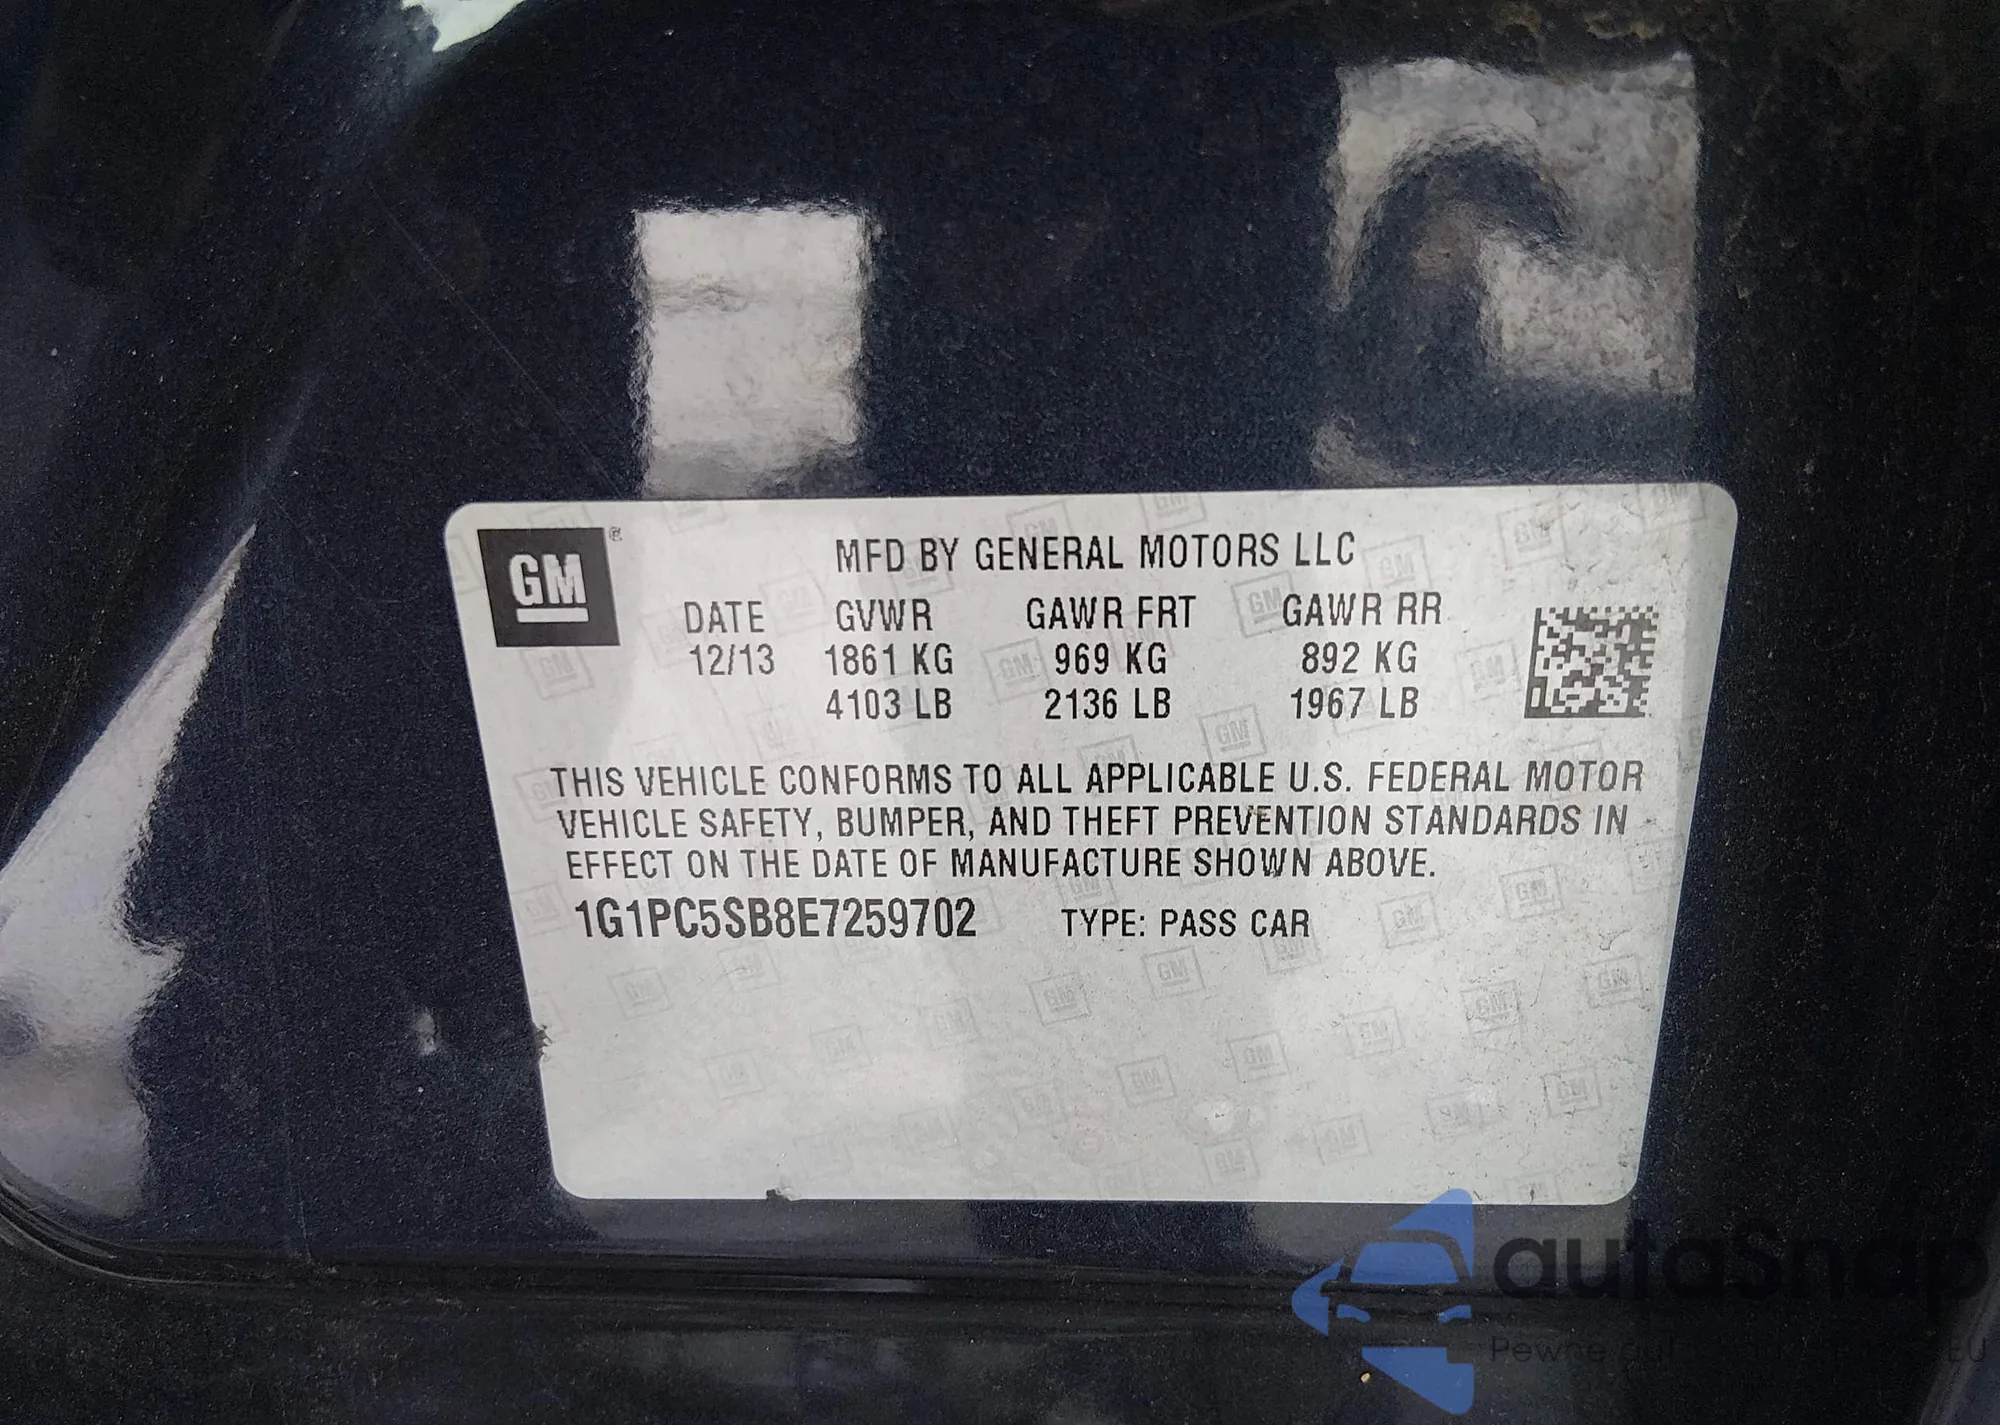 GM
MFD BY GENERAL MOTORS LLC
DATE GVWR GAWR FRT GAWR RR
12/13 1861 KG 969 KG 892 KG
4103 LB 2136 LB 1967 LB
THIS VEHICLE CONFORMS TO ALL APPLICABLE U.S. FEDERAL MOTOR
VEHICLE SAFETY, BUMPER, AND THEFT PREVENTION STANDARDS IN
EFFECT ON THE DATE OF MANUFACTURE SHOWN ABOVE.
1G1PC5SB8E7259702 TYPE: PASS CAR
autaSnap
Pewne